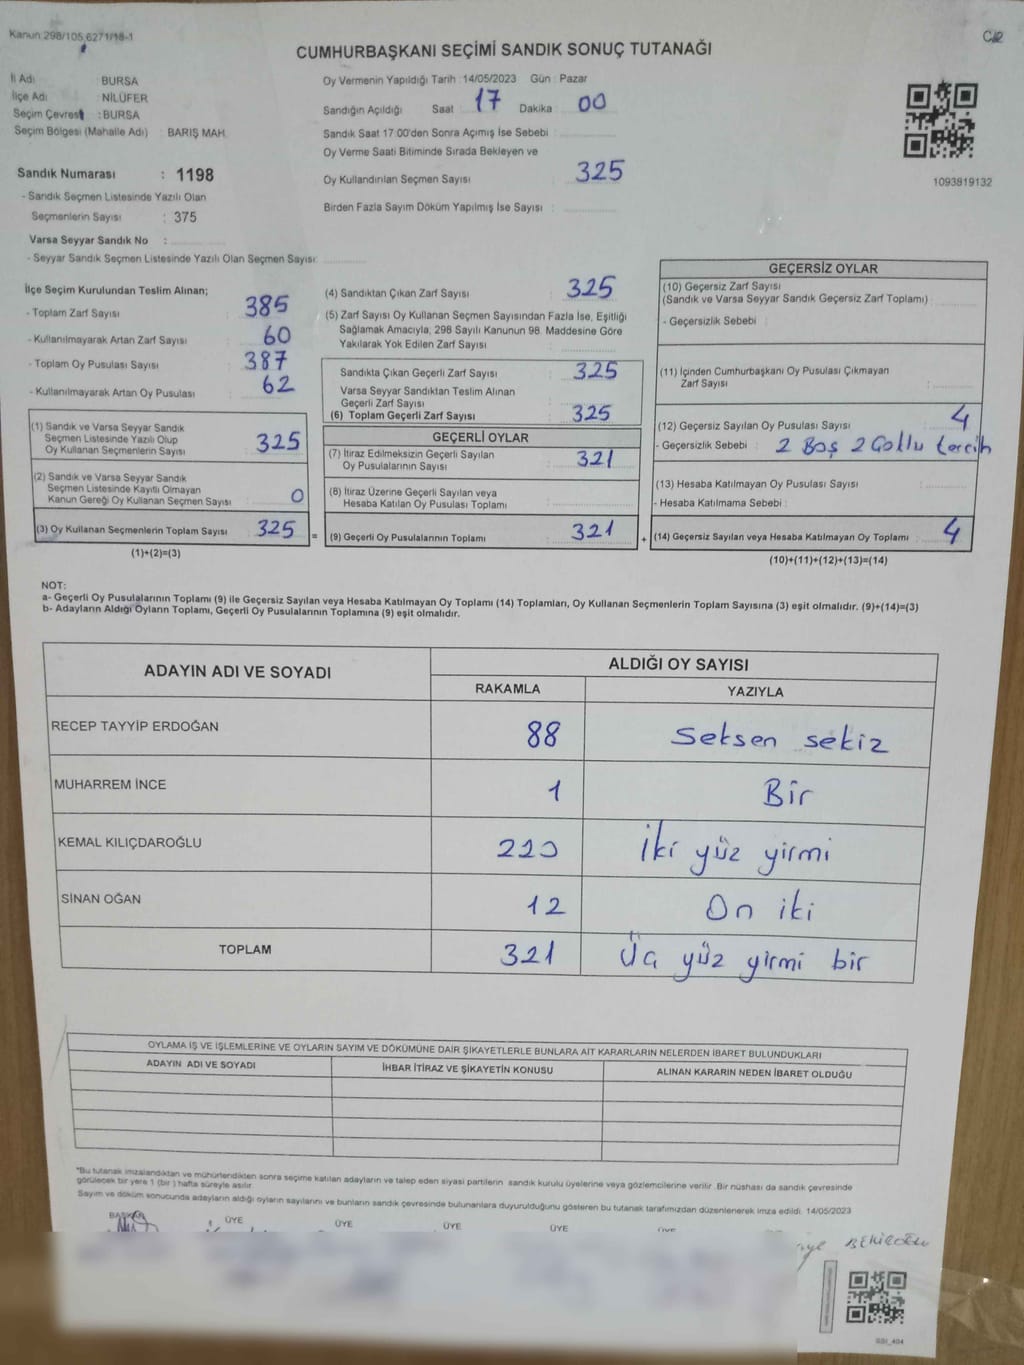 Kanun 298/105,6271/18-1
CUMHURBAŞKANI SEÇİMİ SANDIK SONUÇ TUTANAĞI
İl Adı : BURSA
İlçe Adı : NİLÜFER
Seçim Çevresi : BURSA
Seçim Bölgesi (Mahalle Adı) : BARIŞ MAH.
Sandık Numarası : 1198
- Sandık Seçmen Listesinde Yazılı Olan
Seçmenlerin Sayısı : 375
Varsa Seyyar Sandık No :
- Seyyar Sandık Seçmen Listesinde Yazılı Olan Seçmen Sayısı:
Oy Vermenin Yapıldığı Tarih :14/05/2023 Gün : Pazar
Sandığın Açıldığı Saat 17 Dakika 00
Sandık Saat 17:00'den Sonra Açımış İse Sebebi :
Oy Verme Saati Bitiminde Sırada Bekleyen ve
Oy Kullandırılan Seçmen Sayısı : 325
Birden Fazla Sayım Döküm Yapılmış İse Sayısı :
1093819132
İlçe Seçim Kurulundan Teslim Alınan;
- Toplam Zarf Sayısı : 385
- Kullanılmayarak Artan Zarf Sayısı : 60
- Toplam Oy Pusulası Sayısı : 387
- Kullanılmayarak Artan Oy Pusulası : 62
(1) Sandık ve Varsa Seyyar Sandık
Seçmen Listesinde Yazılı Olup
Oy Kullanan Seçmenlerin Sayısı : 325
(2) Sandık ve Varsa Seyyar Sandık
Seçmen Listesinde Kayıtlı Olmayan
Kanun Gereği Oy Kullanan Seçmen Sayısı : 0
(3) Oy Kullanan Seçmenlerin Toplam Sayısı : 325
(1)+(2)=(3)
(4) Sandıktan Çıkan Zarf Sayısı : 325
(5) Zarf Sayısı Oy Kullanan Seçmen Sayısından Fazla İse, Eşitliği
Sağlamak Amacıyla, 298 Sayılı Kanunun 98. Maddesine Göre
Yakılarak Yok Edilen Zarf Sayısı :
Sandıkta Çıkan Geçerli Zarf Sayısı : 325
Varsa Seyyar Sandıktan Teslim Alınan
Geçerli Zarf Sayısı :
(6) Toplam Geçerli Zarf Sayısı : 325
GEÇERLİ OYLAR
(7) İtiraz Edilmeksizin Geçerli Sayılan
Oy Pusulalarının Sayısı : 321
(8) İtiraz Üzerine Geçerli Sayılan veya
Hesaba Katılan Oy Pusulası Toplamı :
= (9) Geçerli Oy Pusulalarının Toplamı : 321
GEÇERSİZ OYLAR
(10) Geçersiz Zarf Sayısı
(Sandık ve Varsa Seyyar Sandık Geçersiz Zarf Toplamı) :
- Geçersizlik Sebebi :
(11) İçinden Cumhurbaşkanı Oy Pusulası Çıkmayan
Zarf Sayısı :
(12) Geçersiz Sayılan Oy Pusulası Sayısı : 4
- Geçersizlik Sebebi : 2 Boş 2 Çoklu tercih
(13) Hesaba Katılmayan Oy Pusulası Sayısı :
- Hesaba Katılmama Sebebi :
+ (14) Geçersiz Sayılan veya Hesaba Katılmayan Oy Toplamı : 4
(10)+(11)+(12)+(13)=(14)
NOT:
a- Geçerli Oy Pusulalarının Toplamı (9) ile Geçersiz Sayılan veya Hesaba Katılmayan Oy Toplamı (14) Toplamları, Oy Kullanan Seçmenlerin Toplam Sayısına (3) eşit olmalıdır. (9)+(14)=(3)
b- Adayların Aldığı Oyların Toplamı, Geçerli Oy Pusulalarının Toplamına (9) eşit olmalıdır.
ADAYIN ADI VE SOYADI ALDIĞI OY SAYISI
RAKAMLA YAZIYLA
RECEP TAYYİP ERDOĞAN 88 Seksen sekiz
MUHARREM İNCE 1 Bir
KEMAL KILIÇDAROĞLU 220 İki yüz yirmi
SİNAN OĞAN 12 On iki
TOPLAM 321 Üç yüz yirmi bir
OYLAMA İŞ VE İŞLEMLERİNE VE OYLARIN SAYIM VE DÖKÜMÜNE DAİR ŞİKAYETLERLE BUNLARA AİT KARARLARIN NELERDEN İBARET BULUNDUKLARI
ADAYIN ADI VE SOYADI İHBAR İTİRAZ VE ŞİKAYETİN KONUSU ALINAN KARARIN NEDEN İBARET OLDUĞU
*Bu tutanak imzalandıktan ve mühürlendikten sonra seçime katılan adayların ve talep eden siyasi partilerin sandık kurulu üyelerine veya gözlemcilerine verilir. Bir nüshası da sandık çevresinde
görülecek bir yere 1 (bir) hafta süreyle asılır.
Sayım ve döküm sonucunda adayların aldığı oyların sayılarını ve bunların sandık çevresinde bulunanlara duyurulduğunu gösteren bu tutanak tarafımızdan düzenlenerek imza edildi. 14/05/2023
BAŞKAN ÜYE ÜYE ÜYE ÜYE ÜYE